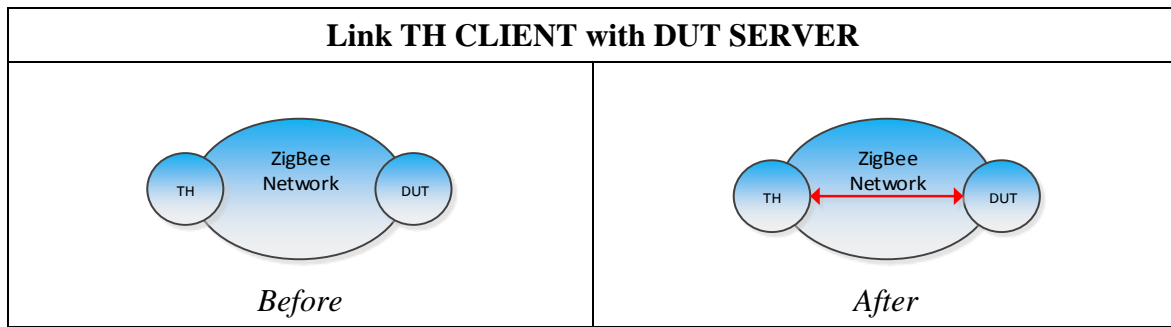 Link TH CLIENT with DUT SERVER
ZigBee
Network
TH
DUT
Before
ZigBee
Network
TH
DUT
After